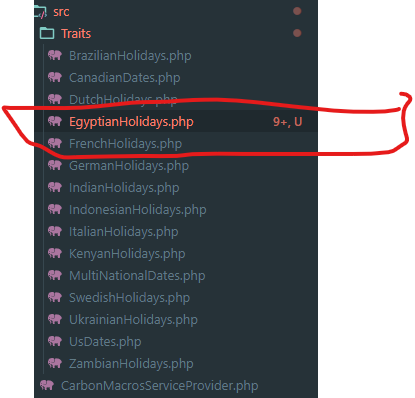 src
Traits
BrazilianHolidays.php
CanadianDates.php
DutchHolidays.php
EgyptianHolidays.php 9+, U
FrenchHolidays.php
GermanHolidays.php
IndianHolidays.php
IndonesianHolidays.php
ItalianHolidays.php
KenyanHolidays.php
MultiNationalDates.php
SwedishHolidays.php
UkrainianHolidays.php
UsDates.php
ZambianHolidays.php
CarbonMacrosServiceProvider.php